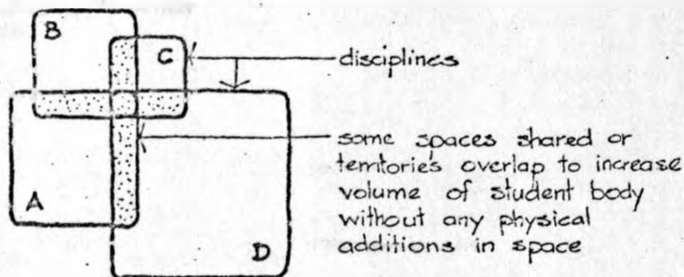 B
C
disciplines
some spaces shared or
territories overlap to increase
volume of student body
without any physical
additions in space
A
D